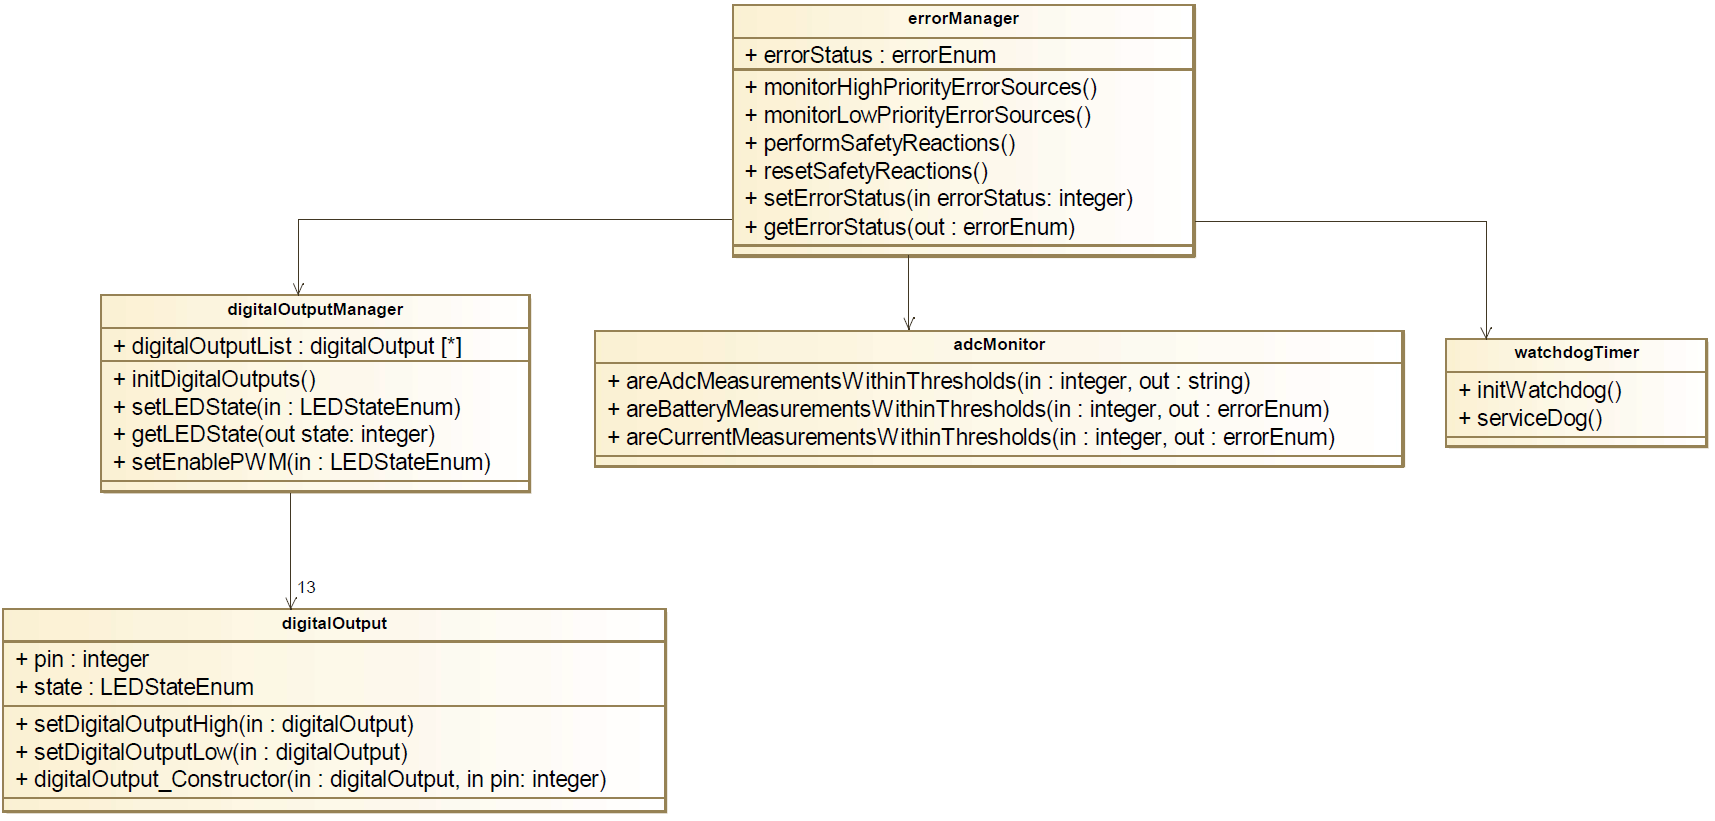 errorManager
+ errorStatus : errorEnum
+ monitorHighPriorityErrorSources()
+ monitorLowPriorityErrorSources()
+ performSafetyReactions()
+ resetSafetyReactions()
+ setErrorStatus(in errorStatus: integer)
+ getErrorStatus(out : errorEnum)
digitalOutputManager
+ digitalOutputList : digitalOutput [*]
+ initDigitalOutputs()
+ setLEDState(in : LEDStateEnum)
+ getLEDState(out state: integer)
+ setEnablePWM(in : LEDStateEnum)
adcMonitor
+ areAdcMeasurementsWithinThresholds(in : integer, out : string)
+ areBatteryMeasurementsWithinThresholds(in : integer, out : errorEnum)
+ areCurrentMeasurementsWithinThresholds(in : integer, out : errorEnum)
watchdogTimer
+ initWatchdog()
+ serviceDog()
13
digitalOutput
+ pin : integer
+ state : LEDStateEnum
+ setDigitalOutputHigh(in : digitalOutput)
+ setDigitalOutputLow(in : digitalOutput)
+ digitalOutput_Constructor(in : digitalOutput, in pin: integer)